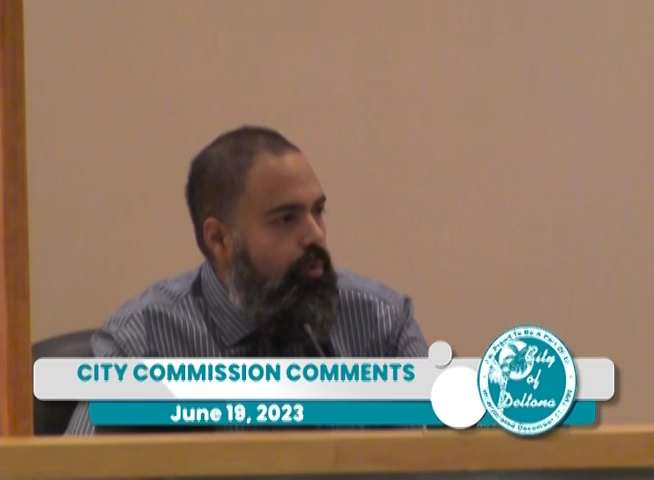 CITY COMMISSION COMMENTS
June 19, 2023
City
of
Deltona